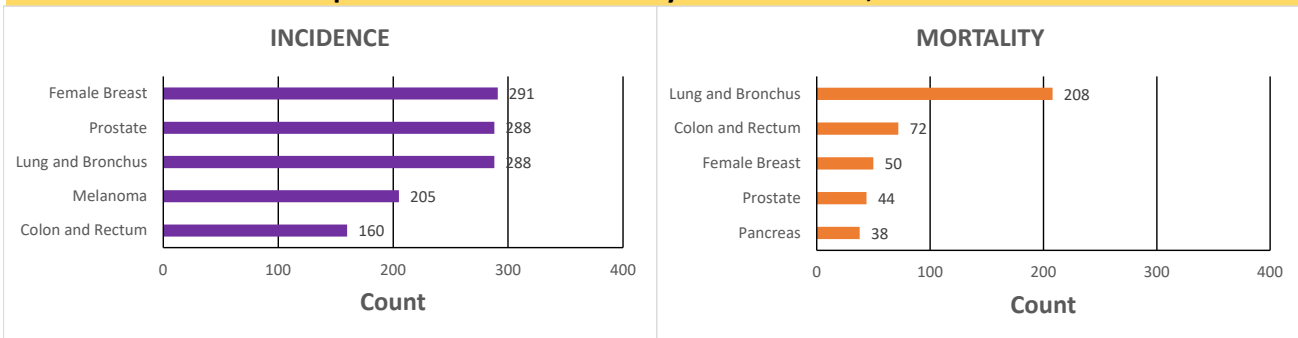 INCIDENCE
Female Breast 291
Prostate 288
Lung and Bronchus 288
Melanoma 205
Colon and Rectum 160
0 100 200 300 400
Count
MORTALITY
Lung and Bronchus 208
Colon and Rectum 72
Female Breast 50
Prostate 44
Pancreas 38
0 100 200 300 400
Count